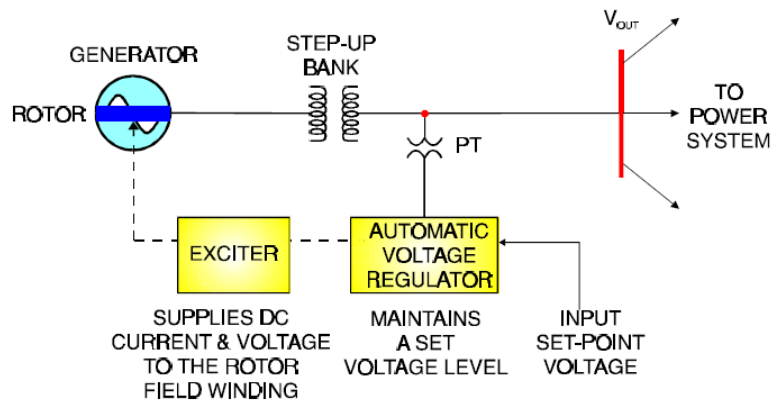 GENERATOR
ROTOR
STEP-UP
BANK
V_OUT
PT
TO
POWER
SYSTEM
EXCITER
AUTOMATIC
VOLTAGE
REGULATOR
SUPPLIES DC
CURRENT & VOLTAGE
TO THE ROTOR
FIELD WINDING
MAINTAINS
A SET
VOLTAGE LEVEL
INPUT
SET-POINT
VOLTAGE